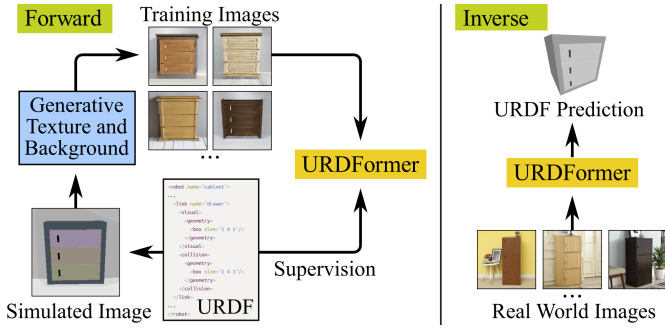 Forward
Training Images
Generative
Texture and
Background
...
URDFormer
<robot name="cabinet">
...
<link name="drawer">
<visual>
<geometry>
<box size="1 4 1"/>
</geometry>
</visual>
<collision>
<geometry>
<box size="1 4 1"/>
</geometry>
</collision>
</link>
...
</robot>
URDF
Supervision
Simulated Image
Inverse
URDF Prediction
URDFormer
...
Real World Images